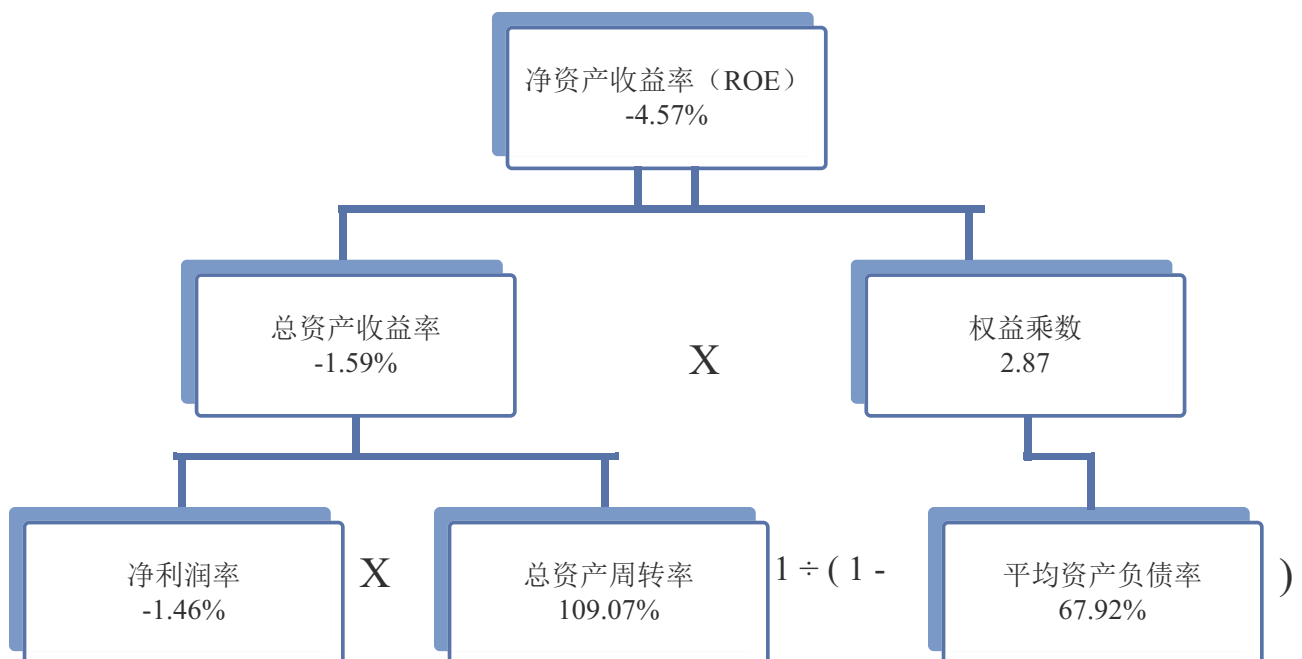 净资产收益率（ROE）
-4.57%
总资产收益率
-1.59%
X
权益乘数
2.87
净利润率
-1.46%
X
总资产周转率
109.07%
1 ÷ ( 1 -
平均资产负债率
67.92%
)